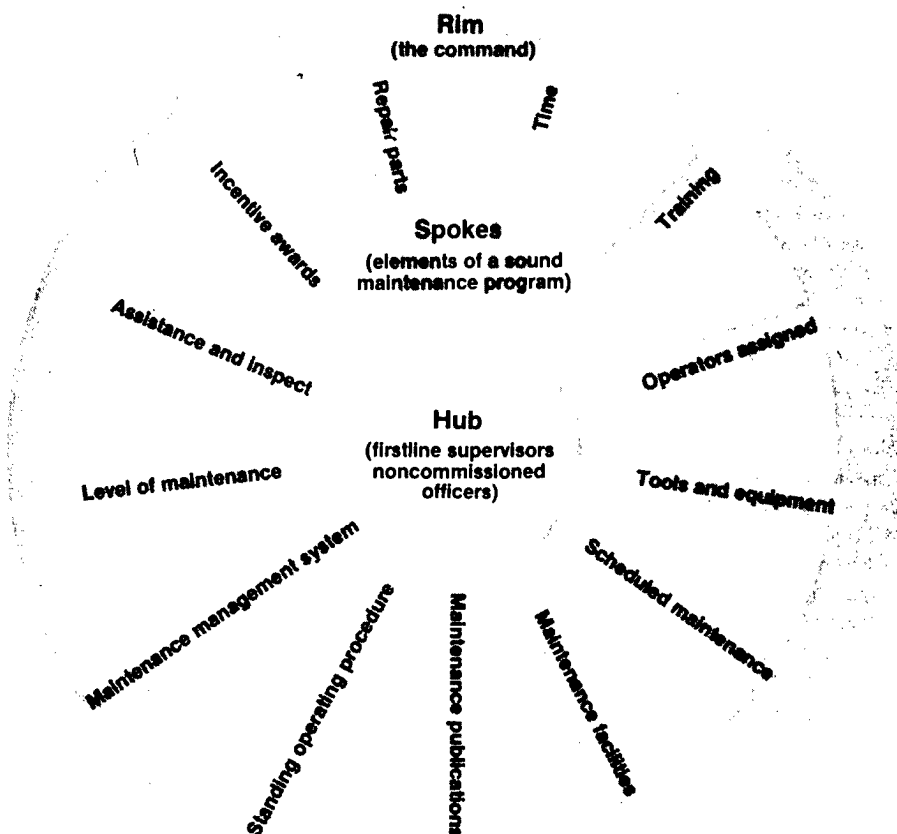 Rim
(the command)
Repair parts
Time
Incentive awards
Training
Spokes
(elements of a sound
maintenance program)
Assistance and inspect
Operators assigned
Hub
(firstline supervisors
noncommissioned
officers)
Level of maintenance
Tools and equipment
Maintenance management system
Scheduled maintenance
Standing operating procedure
Maintenance publications
Maintenance facilities